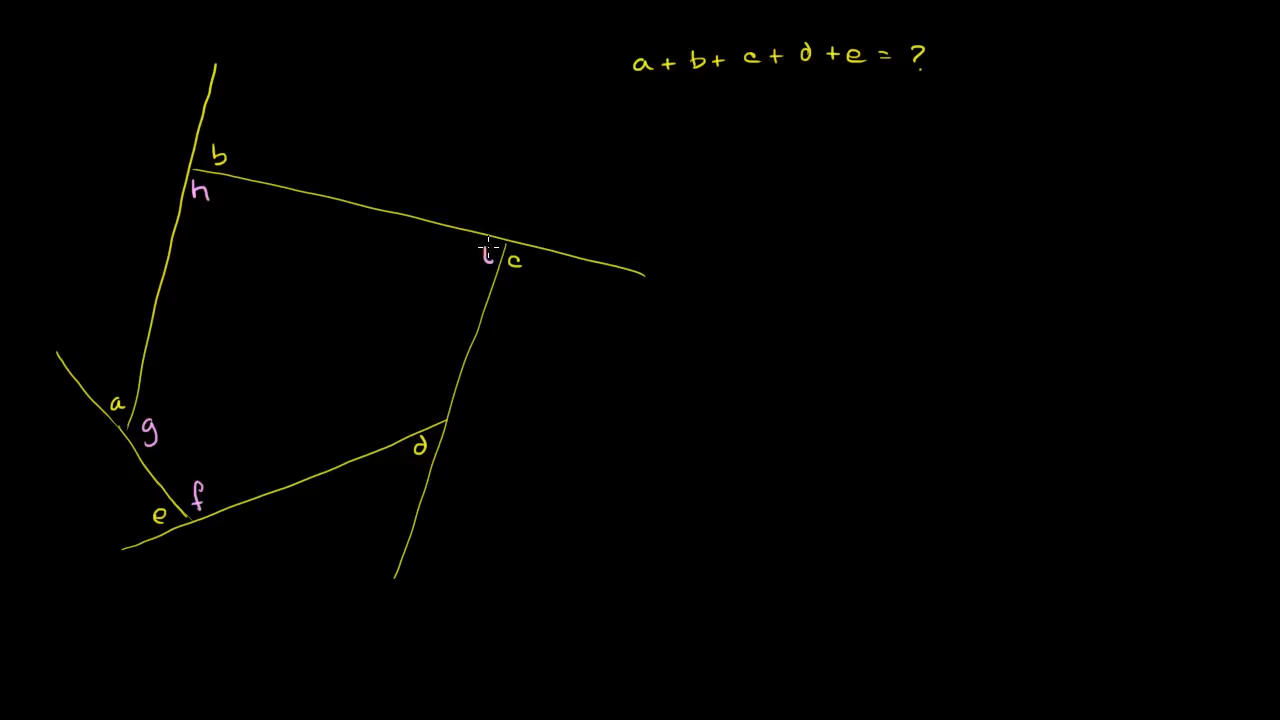 a + b + c + d + e = ?
b
h
i c
a
g
d
f
e